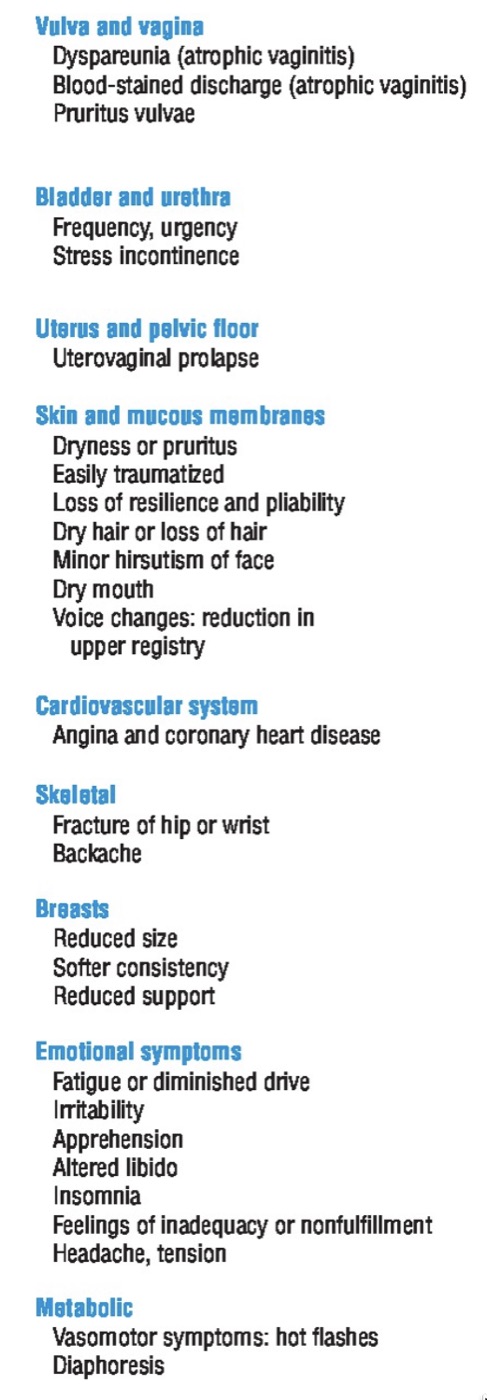 Vulva and vagina
Dyspareunia (atrophic vaginitis)
Blood-stained discharge (atrophic vaginitis)
Pruritus vulvae
Bladder and urethra
Frequency, urgency
Stress incontinence
Uterus and pelvic floor
Uterovaginal prolapse
Skin and mucous membranes
Dryness or pruritus
Easily traumatized
Loss of resilience and pliability
Dry hair or loss of hair
Minor hirsutism of face
Dry mouth
Voice changes: reduction in
upper registry
Cardiovascular system
Angina and coronary heart disease
Skeletal
Fracture of hip or wrist
Backache
Breasts
Reduced size
Softer consistency
Reduced support
Emotional symptoms
Fatigue or diminished drive
Irritability
Apprehension
Altered libido
Insomnia
Feelings of inadequacy or nonfulfillment
Headache, tension
Metabolic
Vasomotor symptoms: hot flashes
Diaphoresis